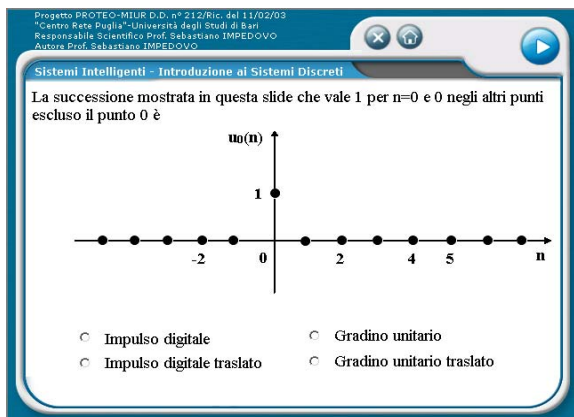 Progetto PROTEO-MIUR D.D. n° 212/Ric. del 11/02/03
"Centro Rete Puglia"-Università degli Studi di Bari
Responsabile Scientifico Prof. Sebastiano IMPEDOVO
Autore Prof. Sebastiano IMPEDOVO
Sistemi Intelligenti - Introduzione ai Sistemi Discreti
La successione mostrata in questa slide che vale 1 per n=0 e 0 negli altri punti
escluso il punto 0 è
u0(n)
1
-2 0 2 4 5 n
Impulso digitale
Gradino unitario
Impulso digitale traslato
Gradino unitario traslato